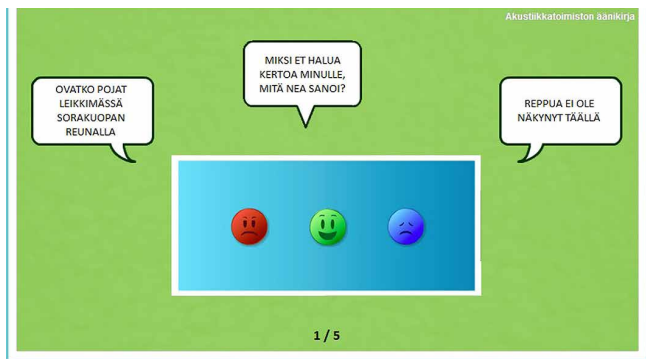 Akustiikkatoimiston äänikirja
OVATKO POJAT
LEIKKIMÄSSÄ
SORAKUOPAN
REUNALLA
MIKSI ET HALUA
KERTOA MINULLE,
MITÄ NEA SANOI?
REPPUA EI OLE
NÄKYNYT TÄÄLLÄ
1 / 5